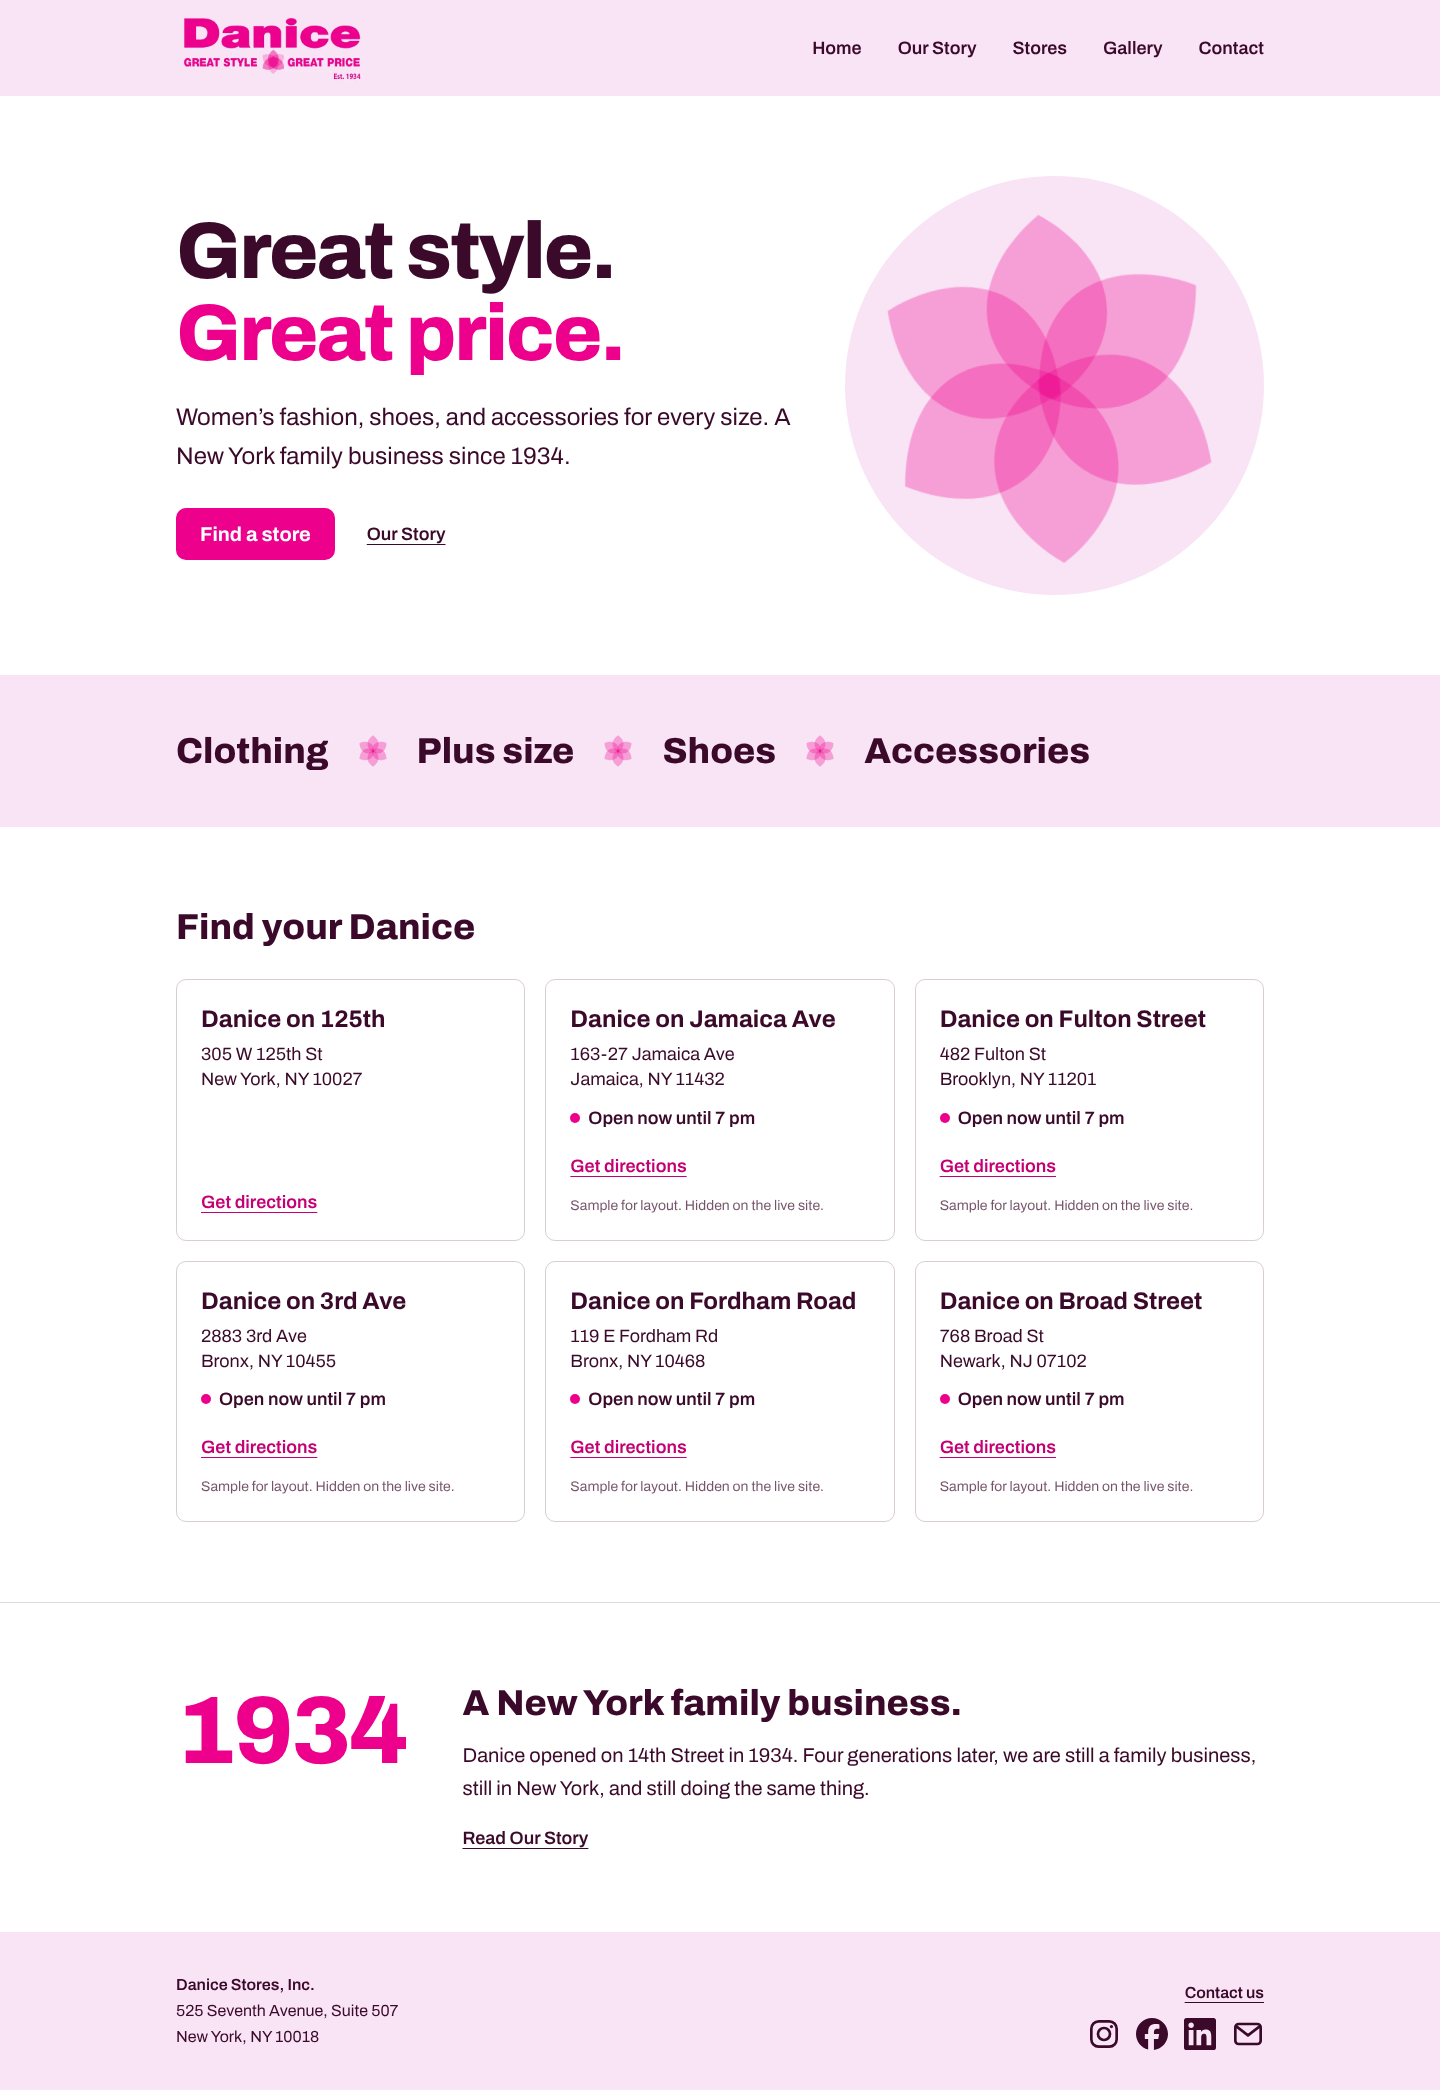 Danice
GREAT STYLE GREAT PRICE
Est. 1934
Home Our Story Stores Gallery Contact
Great style.
Great price.
Women’s fashion, shoes, and accessories for every size. A
New York family business since 1934.
Find a store Our Story
Clothing Plus size Shoes Accessories
Find your Danice
Danice on 125th
305 W 125th St
New York, NY 10027
Get directions
Danice on Jamaica Ave
163-27 Jamaica Ave
Jamaica, NY 11432
Open now until 7 pm
Get directions
Sample for layout. Hidden on the live site.
Danice on Fulton Street
482 Fulton St
Brooklyn, NY 11201
Open now until 7 pm
Get directions
Sample for layout. Hidden on the live site.
Danice on 3rd Ave
2883 3rd Ave
Bronx, NY 10455
Open now until 7 pm
Get directions
Sample for layout. Hidden on the live site.
Danice on Fordham Road
119 E Fordham Rd
Bronx, NY 10468
Open now until 7 pm
Get directions
Sample for layout. Hidden on the live site.
Danice on Broad Street
768 Broad St
Newark, NJ 07102
Open now until 7 pm
Get directions
Sample for layout. Hidden on the live site.
1934
A New York family business.
Danice opened on 14th Street in 1934. Four generations later, we are still a family business,
still in New York, and still doing the same thing.
Read Our Story
Danice Stores, Inc.
525 Seventh Avenue, Suite 507
New York, NY 10018
Contact us